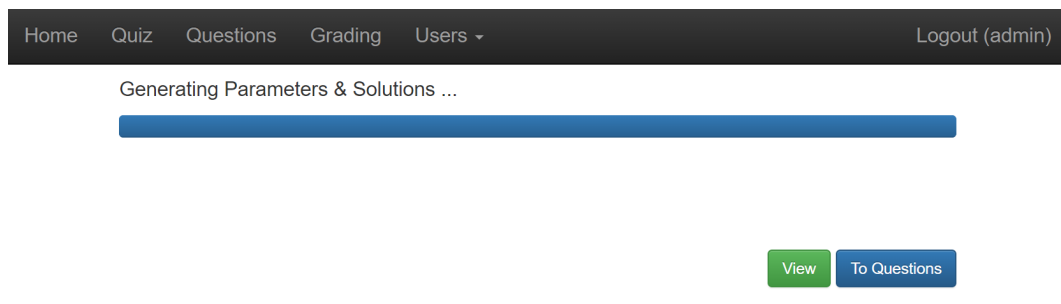 Home Quiz Questions Grading Users Logout (admin)
Generating Parameters & Solutions ...
View To Questions